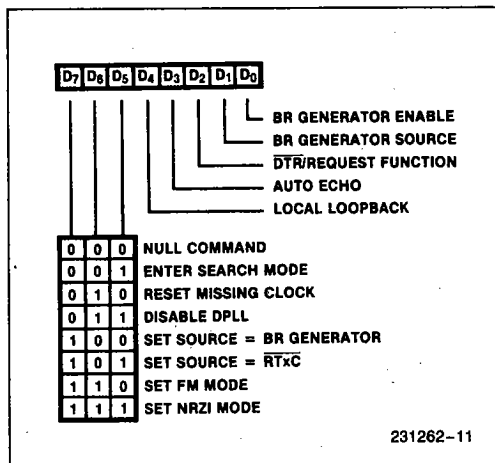 D7 D6 D5 D4 D3 D2 D1 D0
BR GENERATOR ENABLE
BR GENERATOR SOURCE
DTR/REQUEST FUNCTION
AUTO ECHO
LOCAL LOOPBACK
0 0 0 NULL COMMAND
0 0 1 ENTER SEARCH MODE
0 1 0 RESET MISSING CLOCK
0 1 1 DISABLE DPLL
1 0 0 SET SOURCE = BR GENERATOR
1 0 1 SET SOURCE = RTxC
1 1 0 SET FM MODE
1 1 1 SET NRZI MODE
231262-11